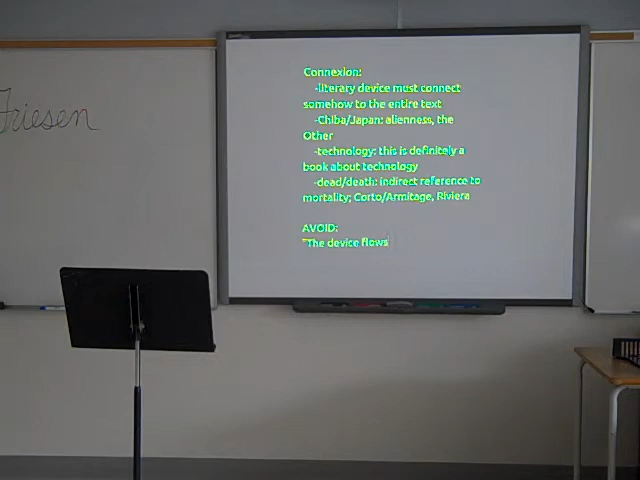 Friesen
Connexion:
-literary device must connect
somehow to the entire text
-Chiba/Japan: alienness, the
Other
-technology: this is definitely a
book about technology
-dead/death: indirect reference to
mortality; Corto/Armitage, Riviera
AVOID:
"The device flows